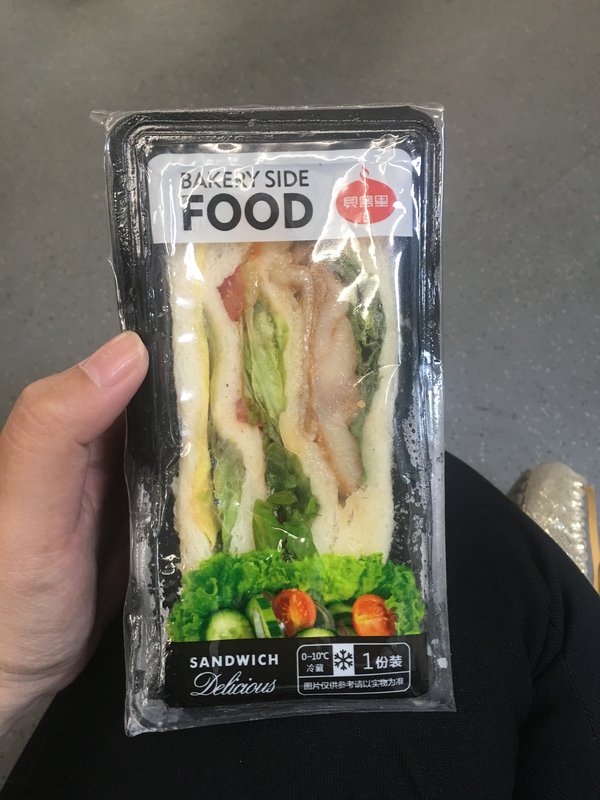 BAKERY SIDE
FOOD
SANDWICH
Delicious
0~10℃
冷藏
1份装
图片仅供参考请以实物为准